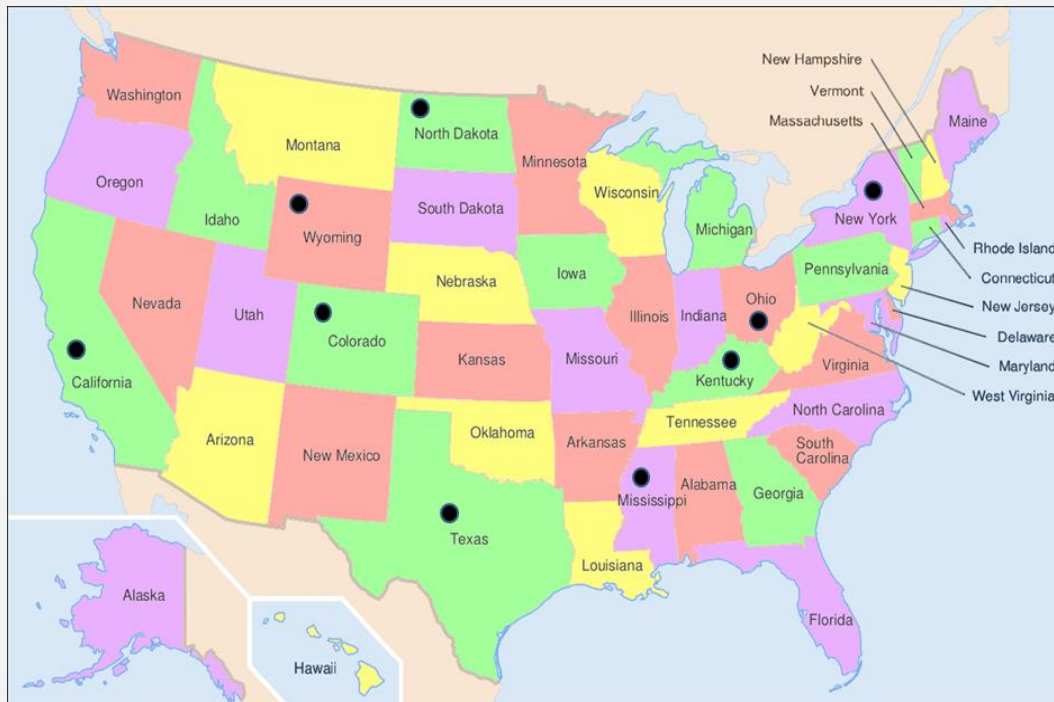 New Hampshire
Vermont
Massachusetts
Washington
Maine
North Dakota
Montana
Minnesota
Oregon
Wisconsin
South Dakota
Idaho
New York
Michigan
Wyoming
Rhode Island
Pennsylvania
Iowa
Connecticut
Nebraska
Ohio
New Jersey
Nevada
Utah
Illinois
Indiana
Delaware
Colorado
Kansas
Missouri
Virginia
Maryland
California
Kentucky
West Virginia
North Carolina
Tennessee
Oklahoma
Arizona
Arkansas
South
Carolina
New Mexico
Alabama
Georgia
Mississippi
Texas
Louisiana
Alaska
Florida
Hawaii